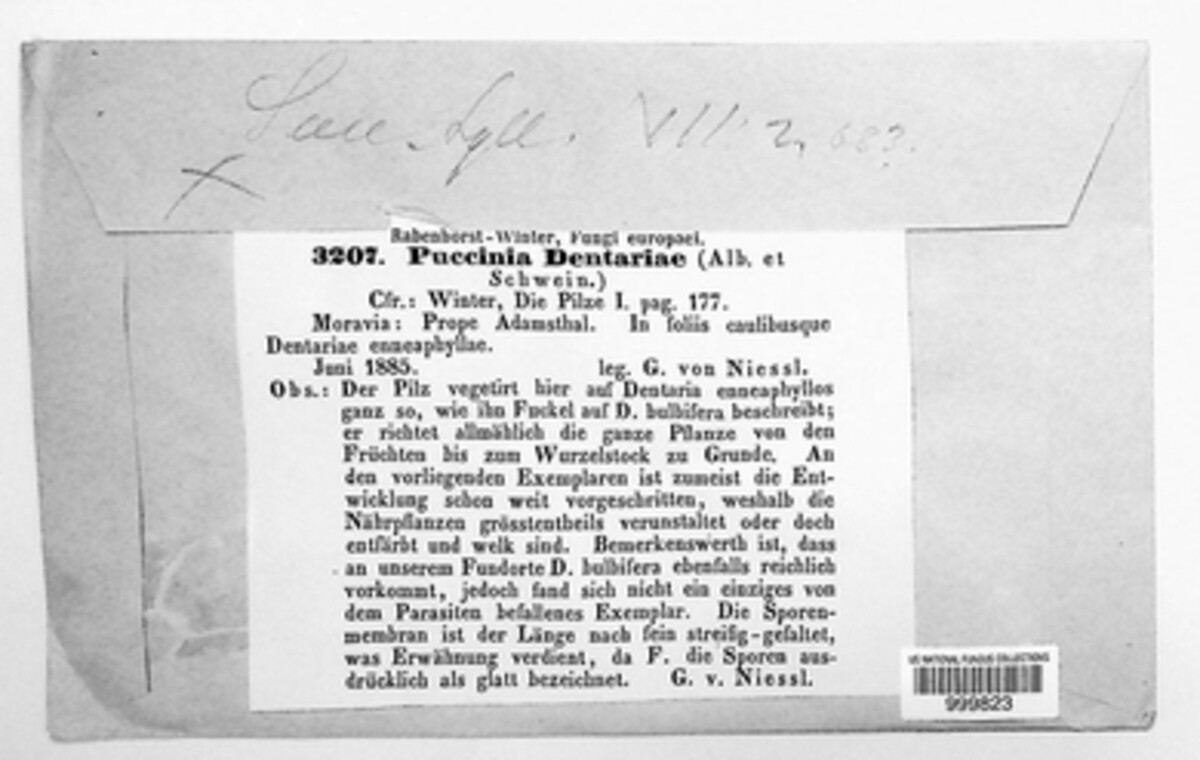 Sacc. Syll. VII. 2, 683.
Rabenhorst-Winter, Fungi europaei.
3207. Puccinia Dentariae (Alb. et
Schwein.)
Cfr.: Winter, Die Pilze I. pag. 177.
Moravia: Prope Adamsthal. In foliis caulibusque
Dentariae enneaphyllae.
Juni 1885. leg. G. von Niessl.
Obs.: Der Pilz vegetirt hier auf Dentaria enneaphyllos
ganz so, wie ihn Fuckel auf D. bulbifera beschreibt;
er richtet allmählich die ganze Pflanze von den
Früchten bis zum Wurzelstock zu Grunde. An
den vorliegenden Exemplaren ist zumeist die Ent-
wicklung schon weit vorgeschritten, weshalb die
Nährpflanzen grösstentheils verunstaltet oder doch
entfärbt und welk sind. Bemerkenswerth ist, dass
an unserem Fundorte D. bulbifera ebenfalls reichlich
vorkommt, jedoch fand sich nicht ein einziges von
dem Parasiten befallenes Exemplar. Die Sporen-
membran ist der Länge nach fein streifig-gefaltet,
was Erwähnung verdient, da F. die Sporen aus-
drücklich als glatt bezeichnet. G. v. Niessl.
US NATIONAL FUNGUS COLLECTIONS
999823